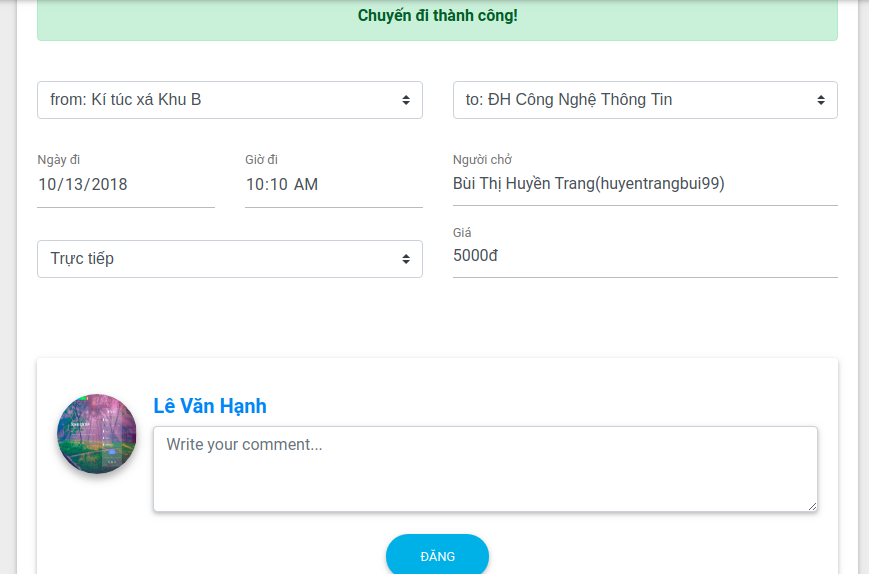 Chuyến đi thành công!
from: Kí túc xá Khu B
to: ĐH Công Nghệ Thông Tin
Ngày đi
Giờ đi
Người chở
10/13/2018
10:10 AM
Bùi Thị Huyền Trang(huyentrangbui99)
Giá
Trực tiếp
5000đ
Lê Văn Hạnh
Write your comment...
ĐĂNG